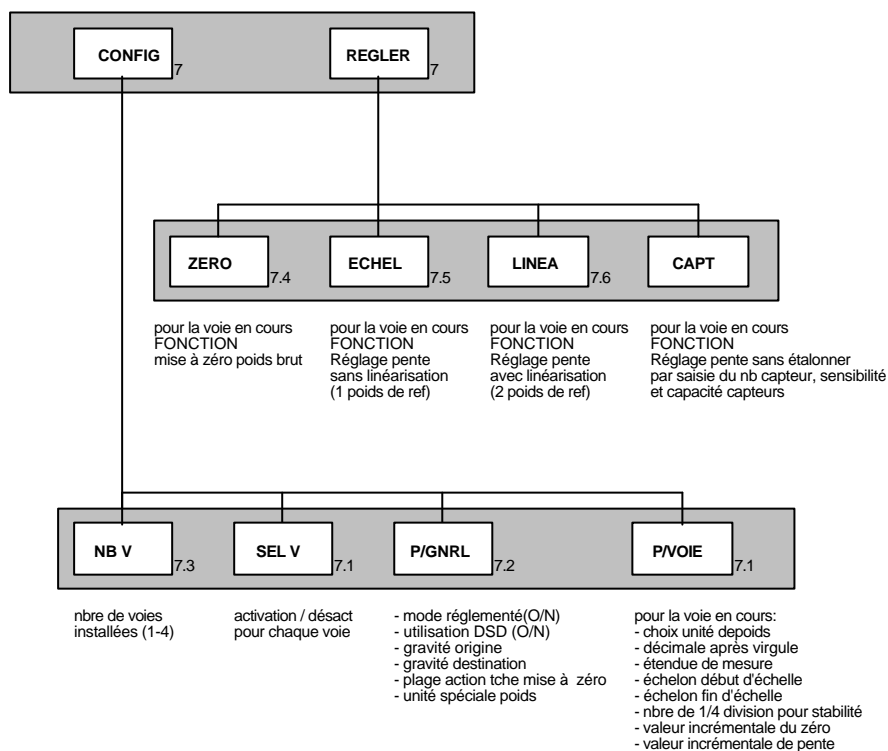 CONFIG
7
REGLER
7
ZERO
7.4
ECHEL
7.5
LINEA
7.6
CAPT
pour la voie en cours
FONCTION
mise à zéro poids brut
pour la voie en cours
FONCTION
Réglage pente
sans linéarisation
(1 poids de ref)
pour la voie en cours
FONCTION
Réglage pente
avec linéarisation
(2 poids de ref)
pour la voie en cours
FONCTION
Réglage pente sans étalonner
par saisie du nb capteur, sensibilité
et capacité capteurs
NB V
7.3
SEL V
7.1
P/GNRL
7.2
P/VOIE
7.1
nbre de voies
installées (1-4)
activation / désact
pour chaque voie
- mode réglementé(O/N)
- utilisation DSD (O/N)
- gravité origine
- gravité destination
- plage action tche mise à zéro
- unité spéciale poids
pour la voie en cours:
- choix unité depoids
- décimale après virgule
- étendue de mesure
- échelon début d'échelle
- échelon fin d'échelle
- nbre de 1/4 division pour stabilité
- valeur incrémentale du zéro
- valeur incrémentale de pente